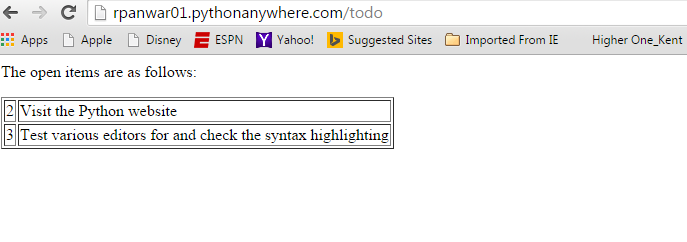 rpanwar01.pythonanywhere.com/todo
Apps Apple Disney ESPN Yahoo! Suggested Sites Imported From IE Higher One_Kent
The open items are as follows:
2 Visit the Python website
3 Test various editors for and check the syntax highlighting